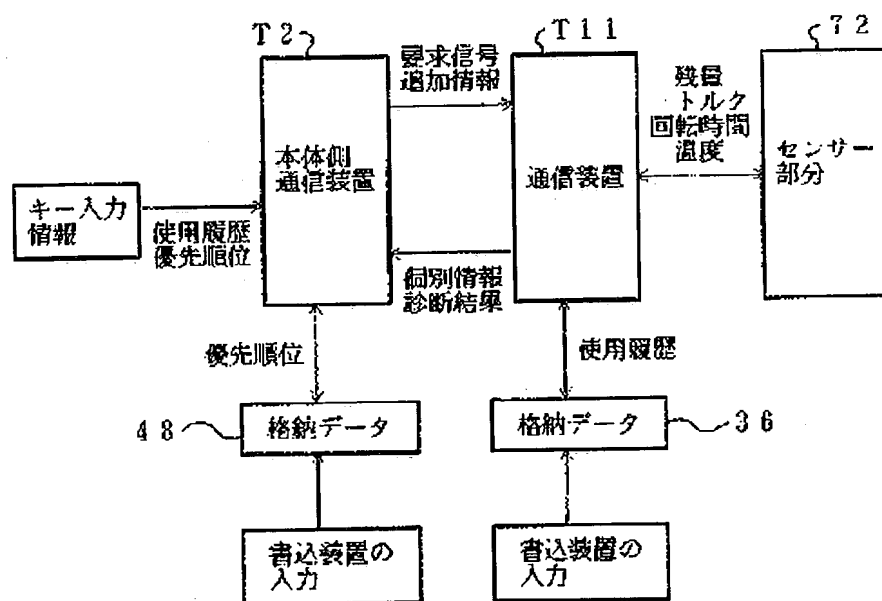 T2
T11
72
要求信号
追加情報
残量
トルク
回転時間
温度
本体側
通信装置
通信装置
センサー
部分
キー入力
情報
使用履歴
優先順位
個別情報
診断結果
優先順位
使用履歴
48
格納データ
格納データ
36
書込装置の
入力
書込装置の
入力